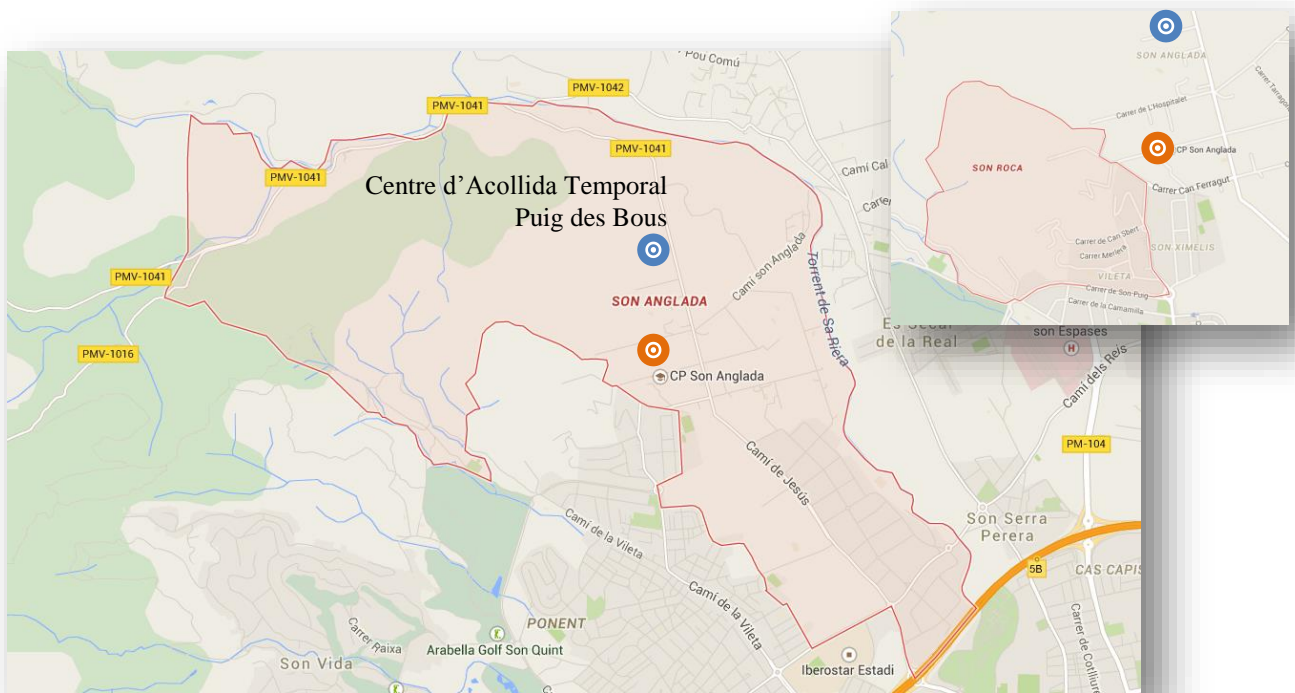 Pou Comú
PMV-1042
PMV-1041
PMV-1041
PMV-1041
Camí Cal
Centre d'Acollida Temporal
Puig des Bous
Carrer
Camí son Anglada
Torrent de Sa Riera
PMV-1041
SON ANGLADA
Es Secar
de la Real
son Espases
H
PMV-1016
CP Son Anglada
Camí dels Reis
PM-104
Camí de Jesús
Camí de la Vileta
Son Serra
Perera
5B
CAS CAPIS
Camí de la Vileta
PONENT
Carrer Raixa
Arabella Golf Son Quint
Son Vida
Iberostar Estadi
Carrer de Cotlliure
SON ANGLADA
Carrer Tarragona
Carrer de L'Hospitalet
CP Son Anglada
SON ROCA
Carrer Can Ferragut
Carrer de Can Sbert
Carrer Merlera
SON XIMELIS
VILETA
Carrer de Son Puig
Carrer de la Camamilla